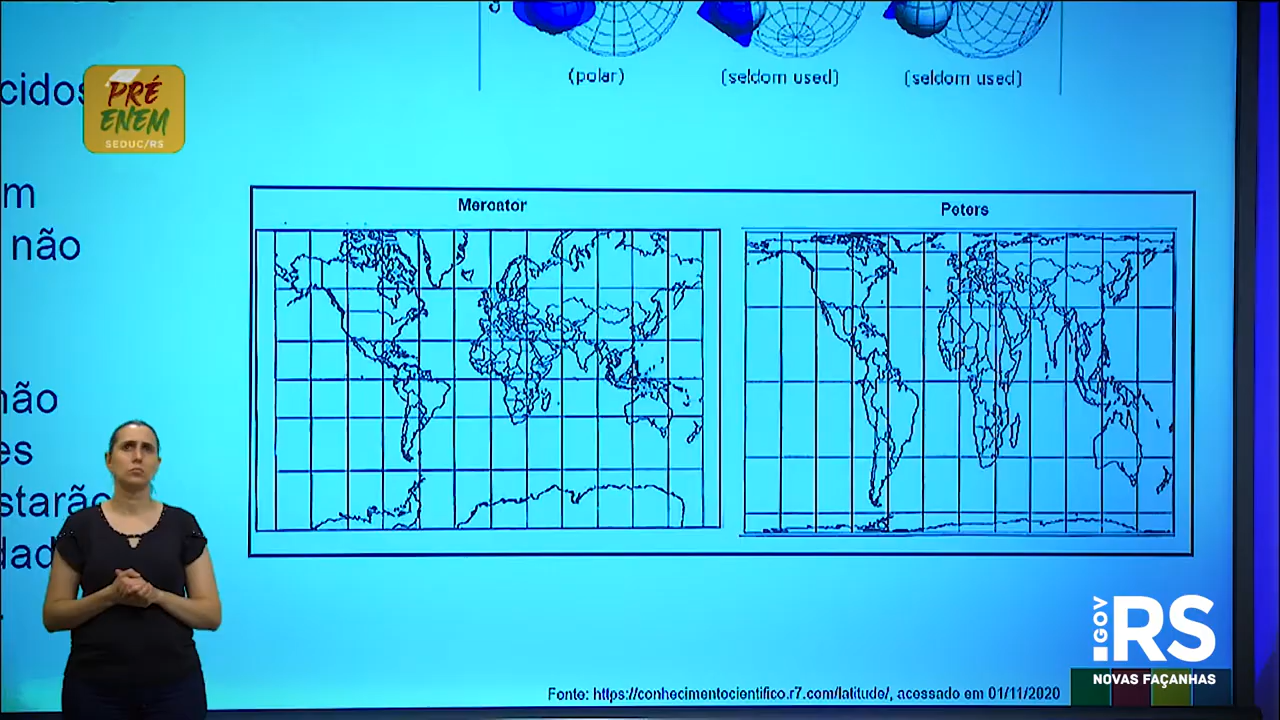 (polar)
(seldom used)
(seldom used)
cidos
PRÉ
ENEM
SEDUC/RS
m
não
Mercator
Peters
não
es
starão
dad
.GOV
RS
NOVAS FAÇANHAS
Fonte: https://conhecimentocientifico.r7.com/latitude/, acessado em 01/11/2020